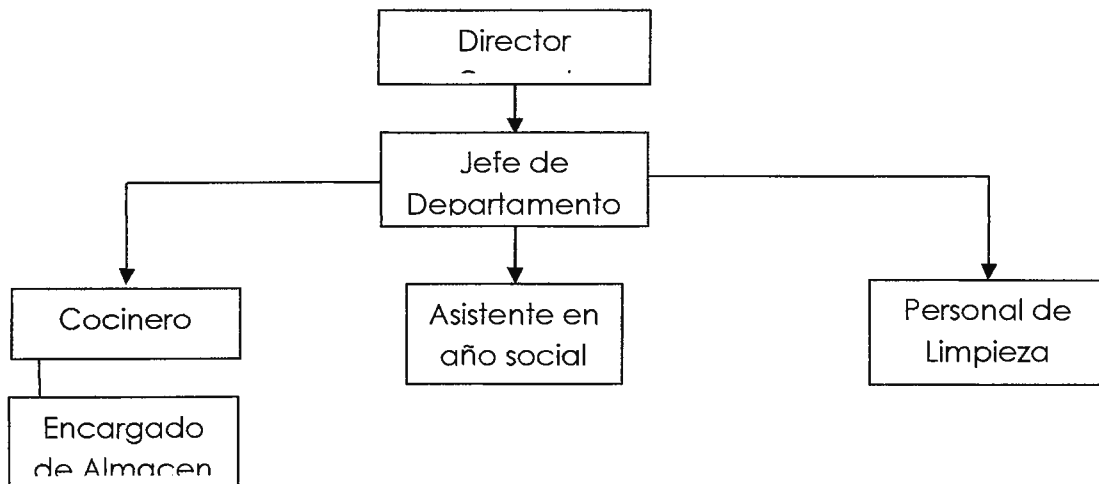 Director
Jefe de
Departamento
Cocinero
Asistente en
año social
Personal de
Limpieza
Encargado
de Almacen